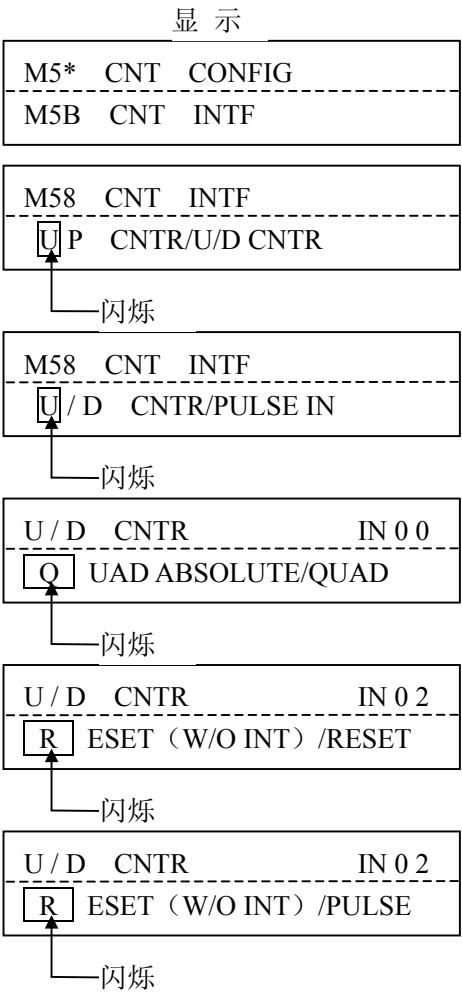 显 示
M5* CNT CONFIG
M5B CNT INTF
M58 CNT INTF
U P CNTR/U/D CNTR
闪烁
M58 CNT INTF
U / D CNTR/PULSE IN
闪烁
U / D CNTR IN 0 0
Q UAD ABSOLUTE/QUAD
闪烁
U / D CNTR IN 0 2
R ESET（W/O INT）/RESET
闪烁
U / D CNTR IN 0 2
R ESET（W/O INT）/PULSE
闪烁